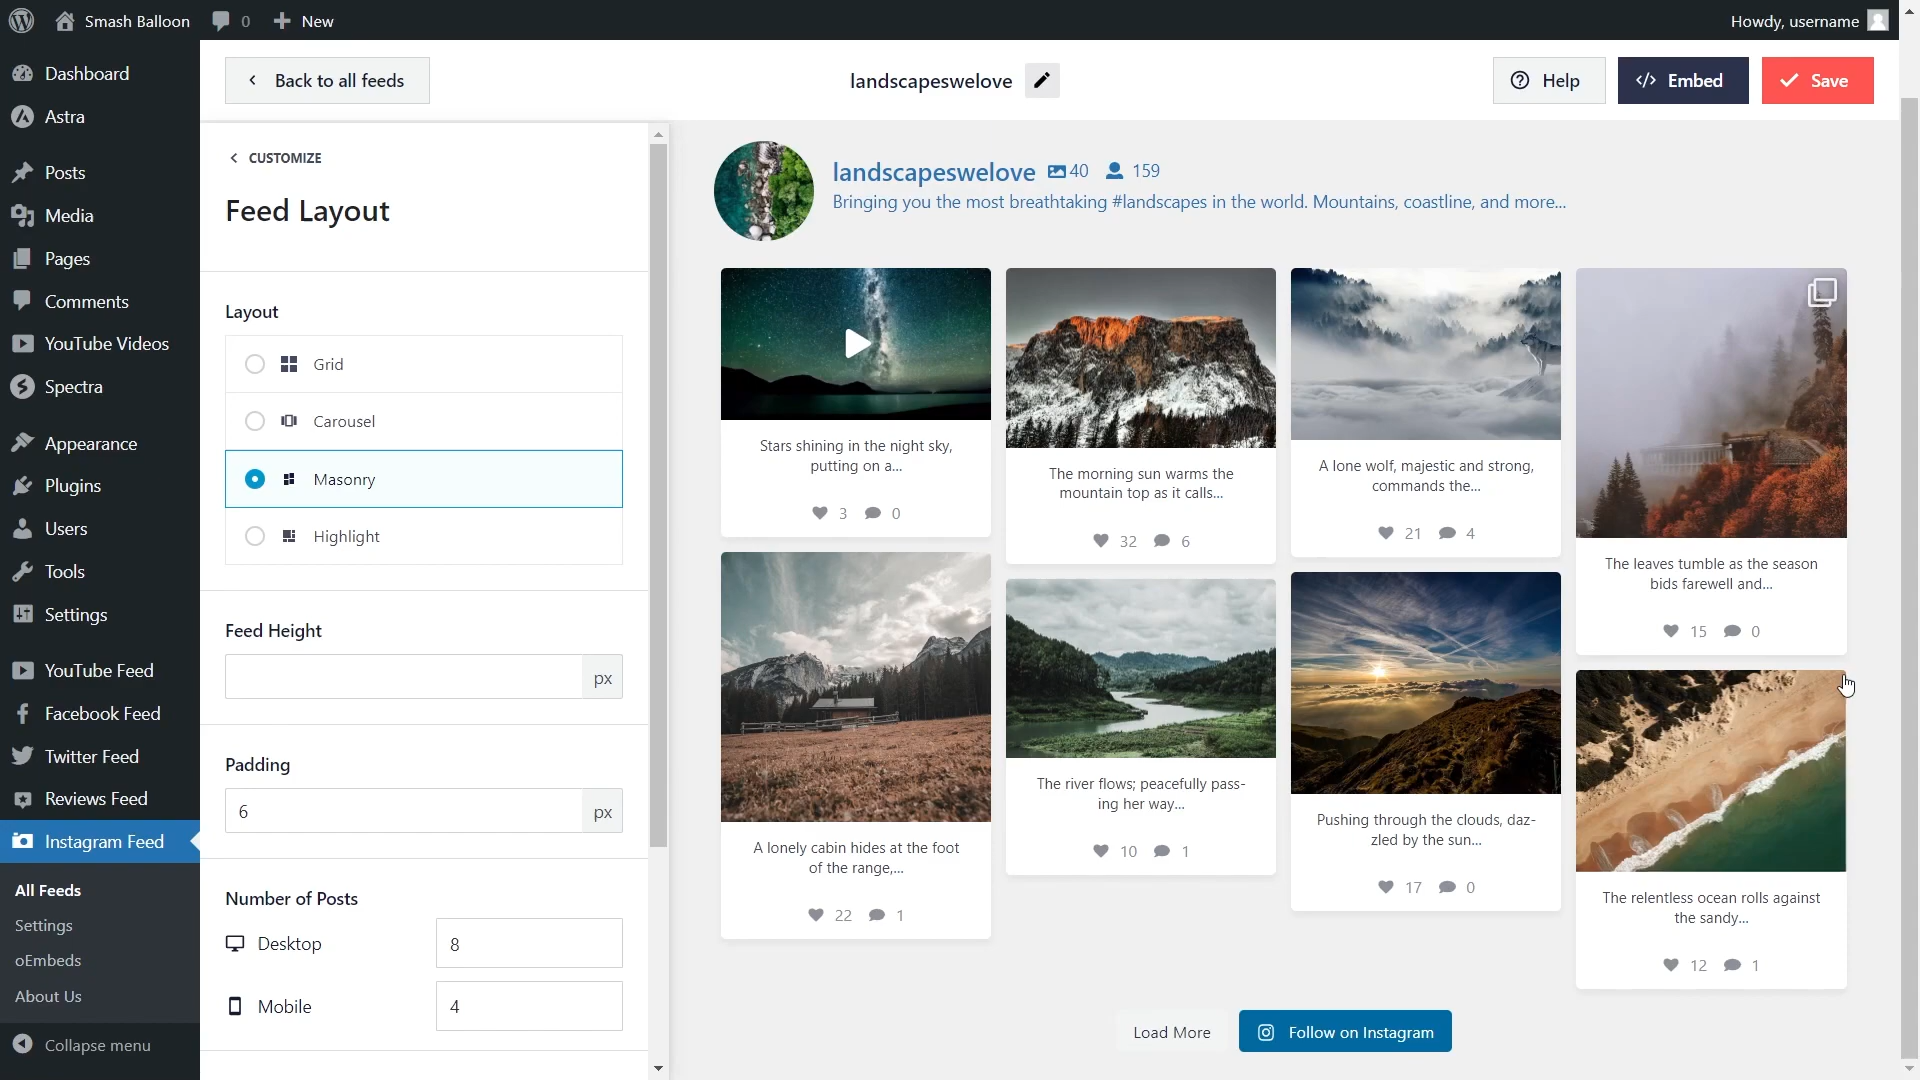 Smash Balloon
0
New
Howdy, username
Dashboard
Astra
Posts
Media
Pages
Comments
YouTube Videos
Spectra
Appearance
Plugins
Users
Tools
Settings
YouTube Feed
Facebook Feed
Twitter Feed
Reviews Feed
Instagram Feed
All Feeds
Settings
oEmbeds
About Us
Collapse menu
Back to all feeds
landscapeswelove
Help
</> Embed
Save
CUSTOMIZE
Feed Layout
Layout
Grid
Carousel
Masonry
Highlight
Feed Height
px
Padding
6
px
Number of Posts
Desktop
8
Mobile
4
landscapeswelove 40 159
Bringing you the most breathtaking #landscapes in the world. Mountains, coastline, and more...
Stars shining in the night sky,
putting on a...
3 0
The morning sun warms the
mountain top as it calls...
32 6
A lone wolf, majestic and strong,
commands the...
21 4
The leaves tumble as the season
bids farewell and...
15 0
A lonely cabin hides at the foot
of the range,...
22 1
The river flows; peacefully pass-
ing her way...
10 1
Pushing through the clouds, daz-
zled by the sun...
17 0
The relentless ocean rolls against
the sandy...
12 1
Load More
Follow on Instagram